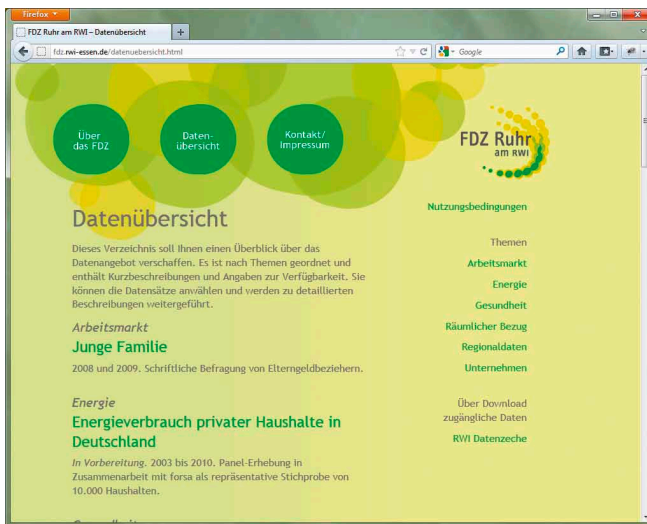 Firefox
FDZ Ruhr am RWI – Datenübersicht
fdz.rwi-essen.de/datenuebersicht.html
Google
Über
das FDZ
Daten-
übersicht
Kontakt/
Impressum
FDZ Ruhr
am RWI
Datenübersicht
Dieses Verzeichnis soll Ihnen einen Überblick über das
Datenangebot verschaffen. Es ist nach Themen geordnet und
enthält Kurzbeschreibungen und Angaben zur Verfügbarkeit. Sie
können die Datensätze anwählen und werden zu detaillierten
Beschreibungen weitergeführt.
Arbeitsmarkt
Junge Familie
2008 und 2009. Schriftliche Befragung von Elterngeldbeziehern.
Energie
Energieverbrauch privater Haushalte in
Deutschland
In Vorbereitung. 2003 bis 2010. Panel-Erhebung in
Zusammenarbeit mit forsa als repräsentative Stichprobe von
10.000 Haushalten.
Nutzungsbedingungen
Themen
Arbeitsmarkt
Energie
Gesundheit
Räumlicher Bezug
Regionaldaten
Unternehmen
Über Download
zugängliche Daten
RWI Datenzeche